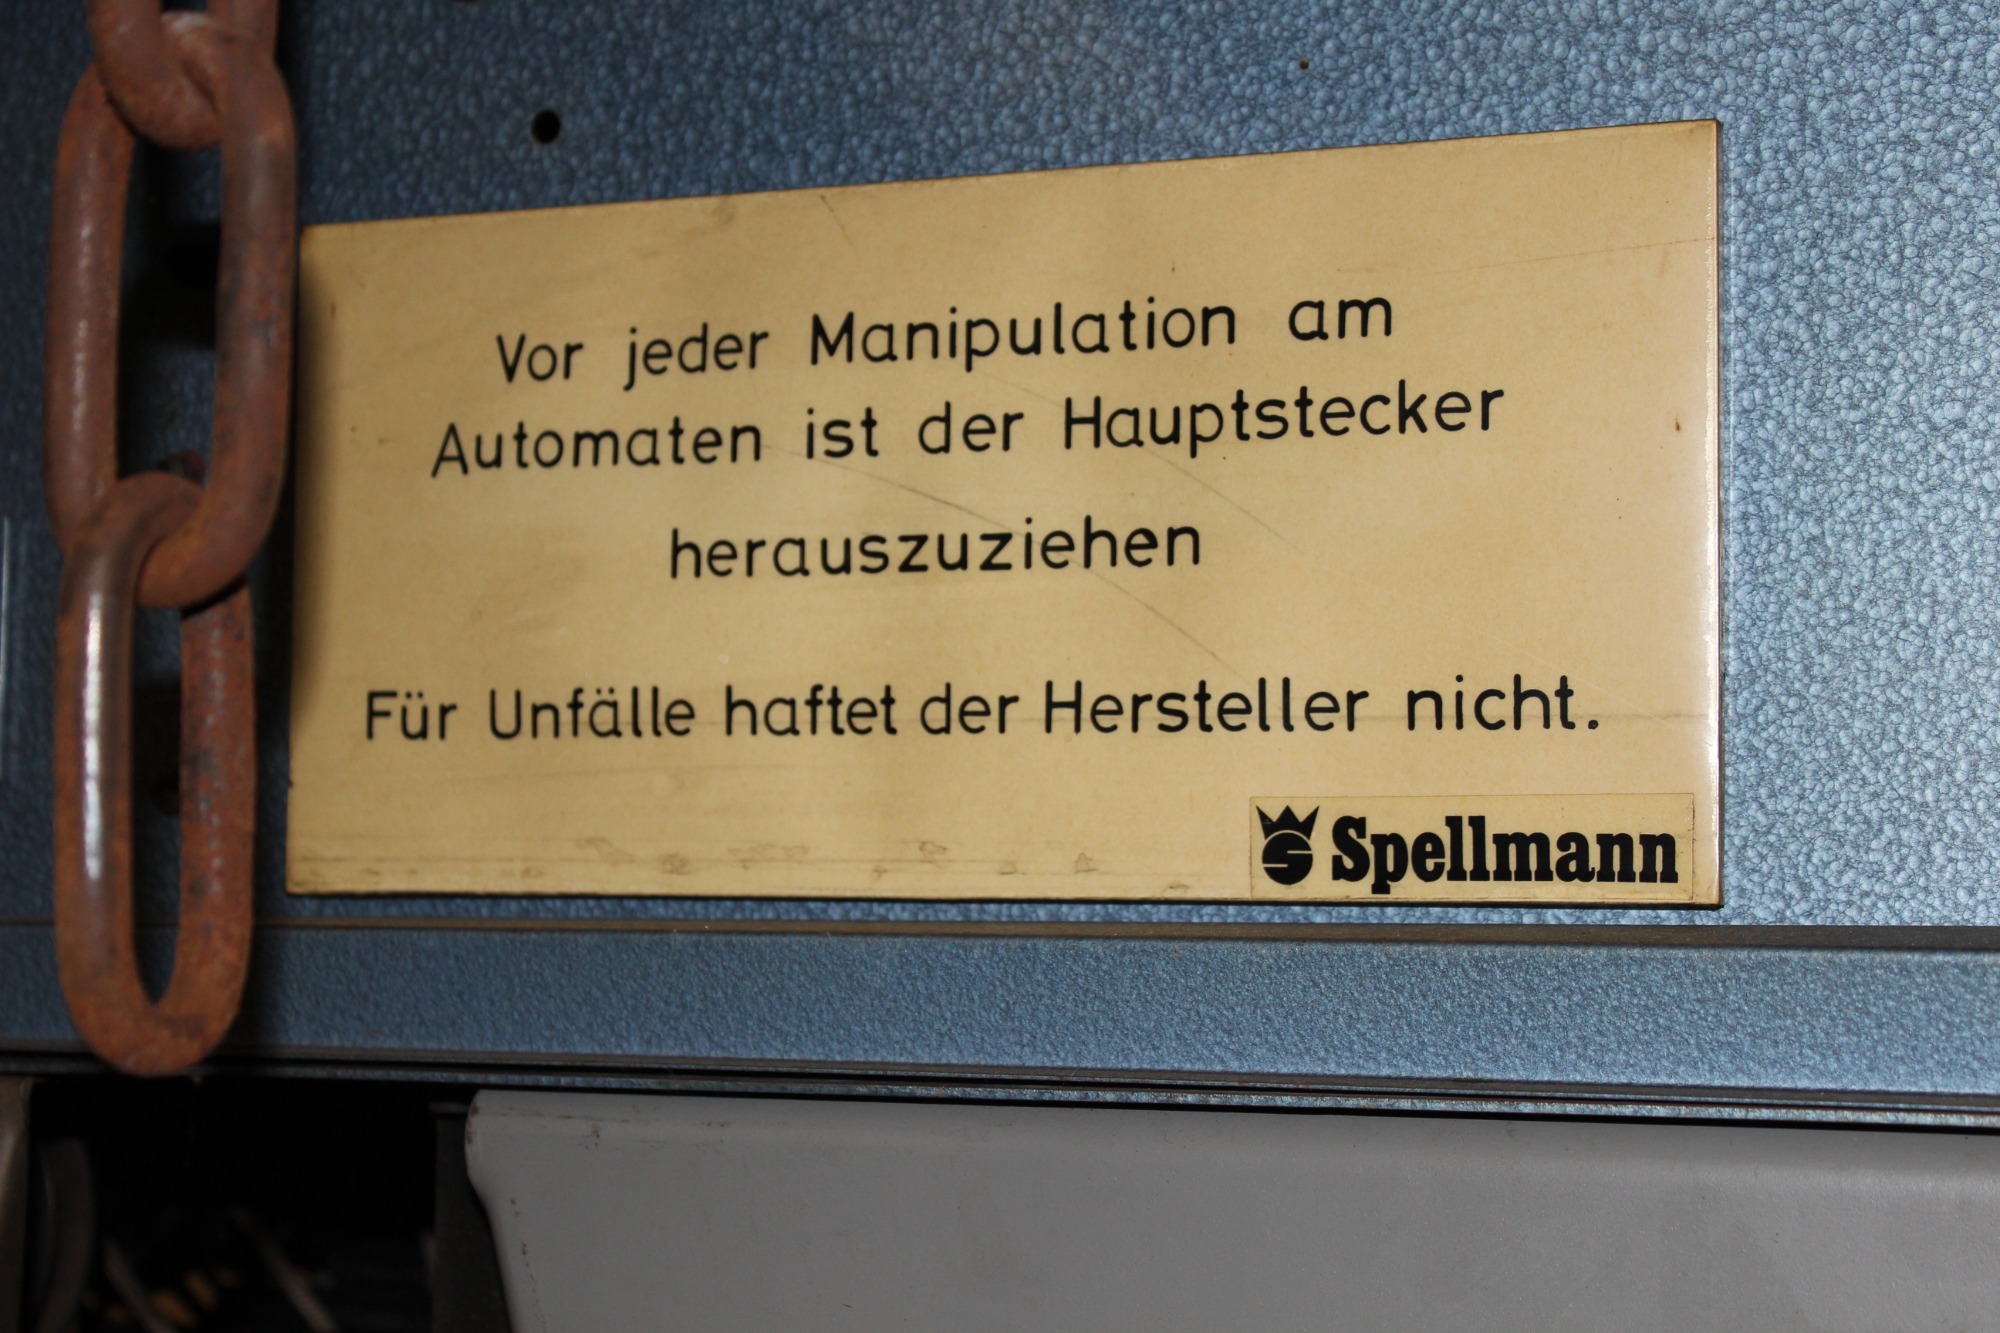 Vor jeder Manipulation am
Automaten ist der Hauptstecker
herauszuziehen
Für Unfälle haftet der Hersteller nicht.
S Spellmann